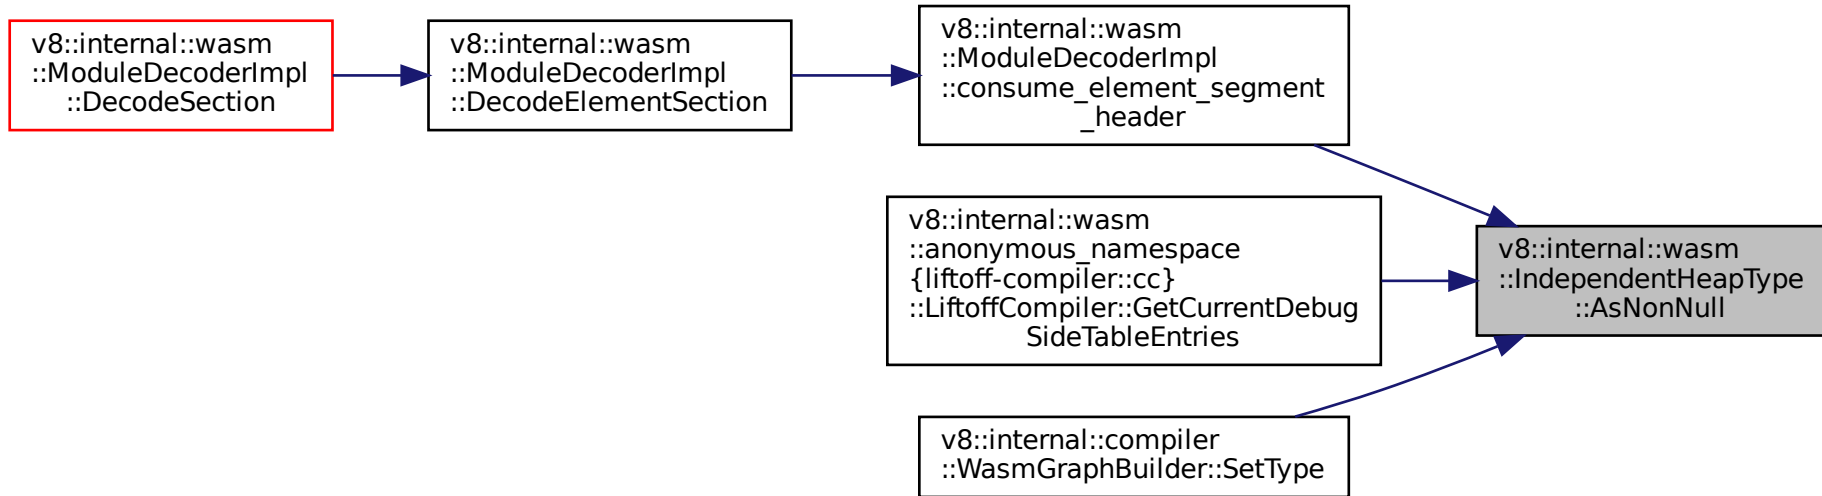 v8::internal::wasm
::ModuleDecoderImpl
::DecodeSection
v8::internal::wasm
::ModuleDecoderImpl
::DecodeElementSection
v8::internal::wasm
::ModuleDecoderImpl
::consume_element_segment
_header
v8::internal::wasm
::anonymous_namespace
{liftoff-compiler::cc}
::LiftoffCompiler::GetCurrentDebug
SideTableEntries
v8::internal::compiler
::WasmGraphBuilder::SetType
v8::internal::wasm
::IndependentHeapType
::AsNonNull